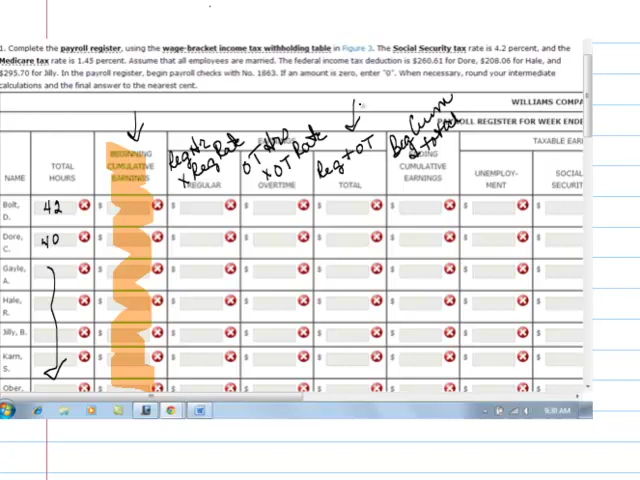 1. Complete the payroll register, using the wage-bracket income tax withholding table in Figure 3. The Social Security tax rate is 4.2 percent, and the
Medicare tax rate is 1.45 percent. Assume that all employees are married. The federal income tax deduction is $260.61 for Dore, $208.06 for Hale, and
$295.70 for Jilly. In the payroll register, begin payroll checks with No. 1863. If an amount is zero, enter "0". When necessary, round your intermediate
calculations and the final answer to the nearest cent.
WILLIAMS COMPA
PAYROLL REGISTER FOR WEEK ENDE
TAXABLE EAR
NAME
TOTAL
HOURS
BEGINNING
CUMULATIVE
EARNINGS
Reg Hr
x Reg Rate
REGULAR
OT Hrs
x OT Rate
OVERTIME
Reg + OT
TOTAL
Beg Cum
+ total
CUMULATIVE
EARNINGS
UNEMPLOY-
MENT
SOCIAL
SECURIT
Bolt,
D.
42
$ $ $ $ $ $ $
Dore,
C.
40
$ $ $ $ $ $ $
Gayle,
A.
$ $ $ $ $ $ $
Hale,
R.
$ $ $ $ $ $ $
Jilly, B.
$ $ $ $ $ $ $
Karn,
S.
$ $ $ $ $ $ $
Ober,
$ $ $ $ $ $ $
9:30 AM